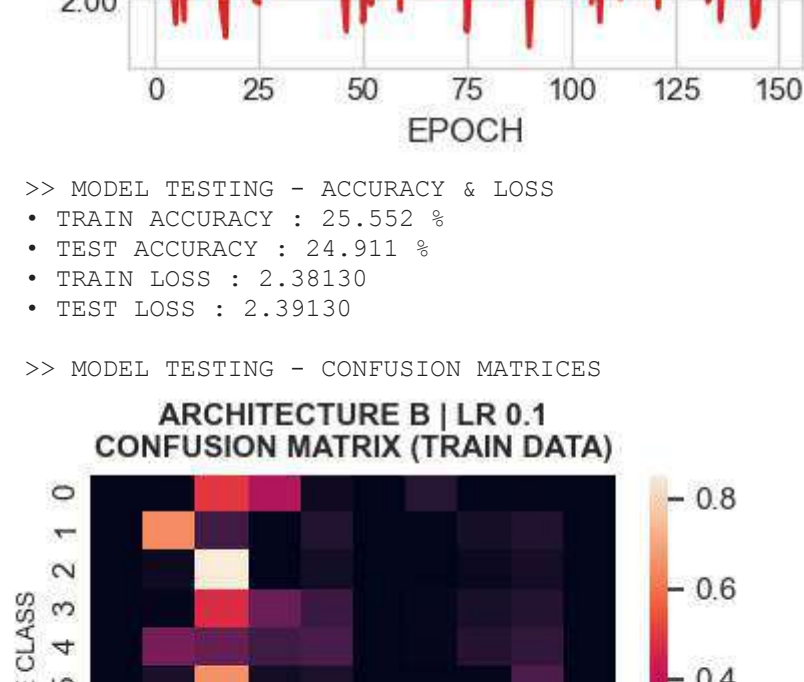 2.00
0 25 50 75 100 125 150
EPOCH
>> MODEL TESTING - ACCURACY & LOSS
• TRAIN ACCURACY : 25.552 %
• TEST ACCURACY : 24.911 %
• TRAIN LOSS : 2.38130
• TEST LOSS : 2.39130
>> MODEL TESTING - CONFUSION MATRICES
ARCHITECTURE B | LR 0.1
CONFUSION MATRIX (TRAIN DATA)
0
1
2
3
4
CLASS
0.8
0.6
0.4